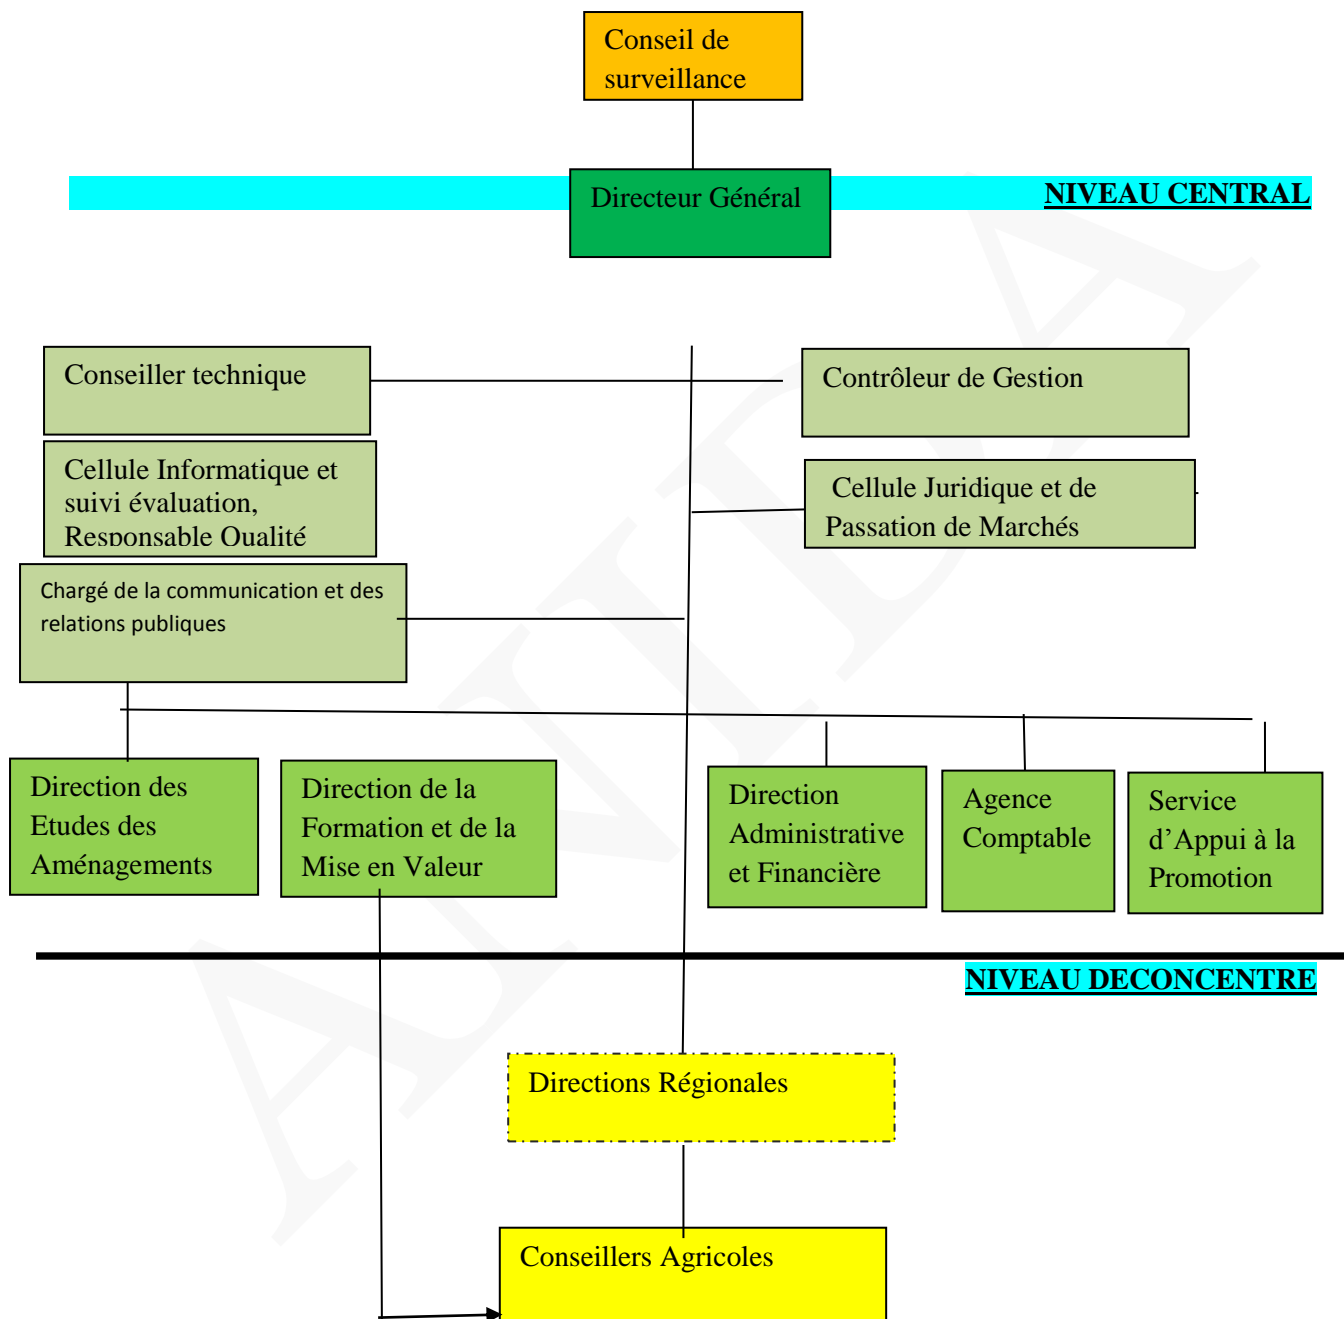 Conseil de
surveillance
Directeur Général
NIVEAU CENTRAL
Conseiller technique
Contrôleur de Gestion
Cellule Informatique et
suivi évaluation,
Responsable Qualité
Cellule Juridique et de
Passation de Marchés
Chargé de la communication et des
relations publiques
Direction des
Etudes des
Aménagements
Direction de la
Formation et de la
Mise en Valeur
Direction
Administrative
et Financière
Agence
Comptable
Service
d’Appui à la
Promotion
NIVEAU DECONCENTRE
Directions Régionales
Conseillers Agricoles
ANIDA